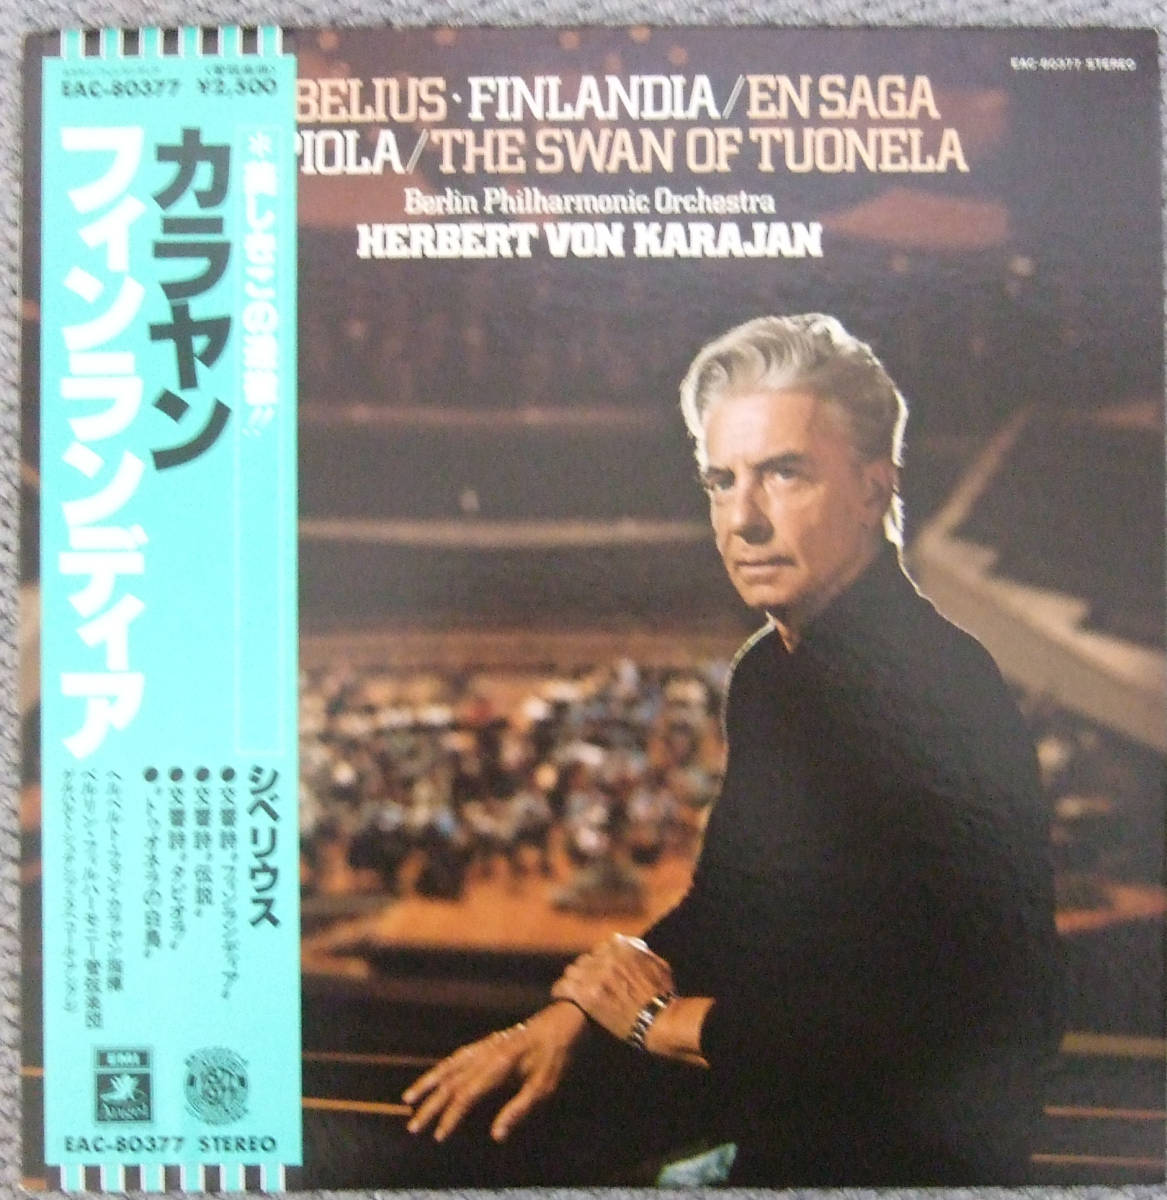 EAC-80377 STEREO
BELIUS · FINLANDIA/EN SAGA
PIOLA/THE SWAN OF TUONELA
Berlin Philharmonic Orchestra
HERBERT VON KARAJAN
EAC-80377 ¥2,500
カラヤン
フィンランディア
シベリウス
●交響詩"フィンランディア"
●交響詩"伝説"
●交響詩"タピオラ"
●"トゥオネラの白鳥"
ヘルベルト・フォン・カラヤン指揮
ベルリン・フィルハーモニー管弦楽団
EMI
Angel
EAC-80377 STEREO